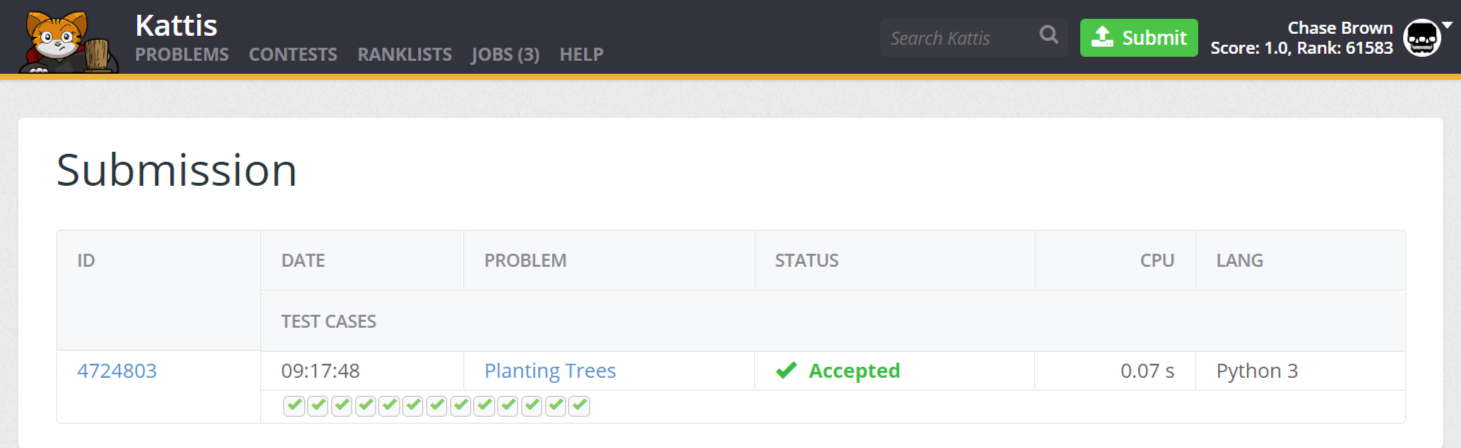 Kattis
PROBLEMS CONTESTS RANKLISTS JOBS (3) HELP
Search Kattis
Submit
Chase Brown
Score: 1.0, Rank: 61583
Submission
ID DATE PROBLEM STATUS CPU LANG
TEST CASES
4724803 09:17:48 Planting Trees Accepted 0.07 s Python 3